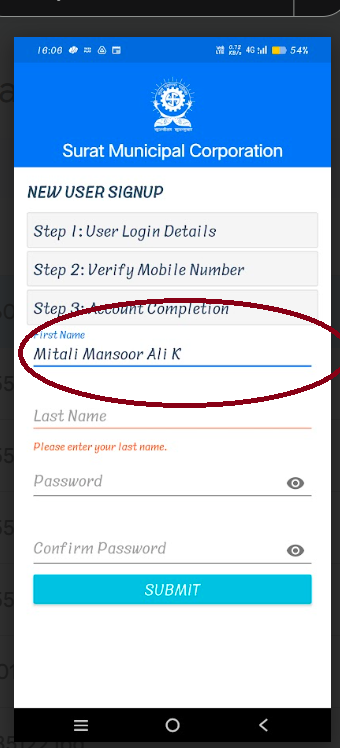 16:06
0.72 KB/s 4G 54%
Surat Municipal Corporation
NEW USER SIGNUP
Step 1: User Login Details
Step 2: Verify Mobile Number
Step 3: Account Completion
First Name
Mitali Mansoor Ali K
Last Name
Please enter your last name.
Password
Confirm Password
SUBMIT